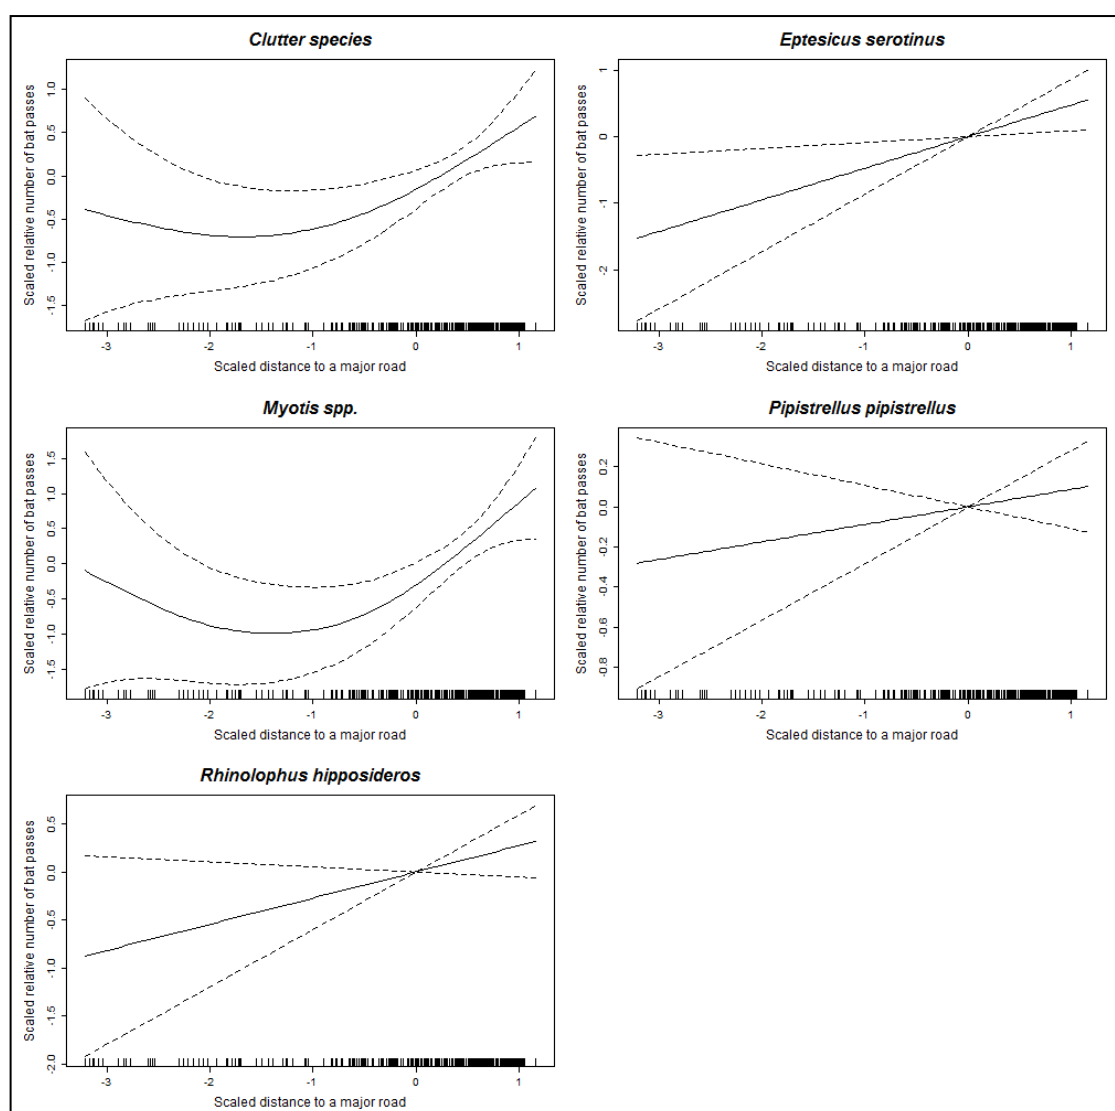 Clutter species
Scaled relative number of bat passes
1.0
0.5
0.0
-0.5
-1.0
-1.5
-3 -2 -1 0 1
Scaled distance to a major road
Eptesicus serotinus
Scaled relative number of bat passes
1
0
-1
-2
-3 -2 -1 0 1
Scaled distance to a major road
Myotis spp.
Scaled relative number of bat passes
1.5
1.0
0.5
0.0
-0.5
-1.0
-1.5
-3 -2 -1 0 1
Scaled distance to a major road
Pipistrellus pipistrellus
Scaled relative number of bat passes
0.2
0.0
-0.2
-0.4
-0.6
-0.8
-3 -2 -1 0 1
Scaled distance to a major road
Rhinolophus hipposideros
Scaled relative number of bat passes
0.5
0.0
-0.5
-1.0
-1.5
-2.0
-3 -2 -1 0 1
Scaled distance to a major road